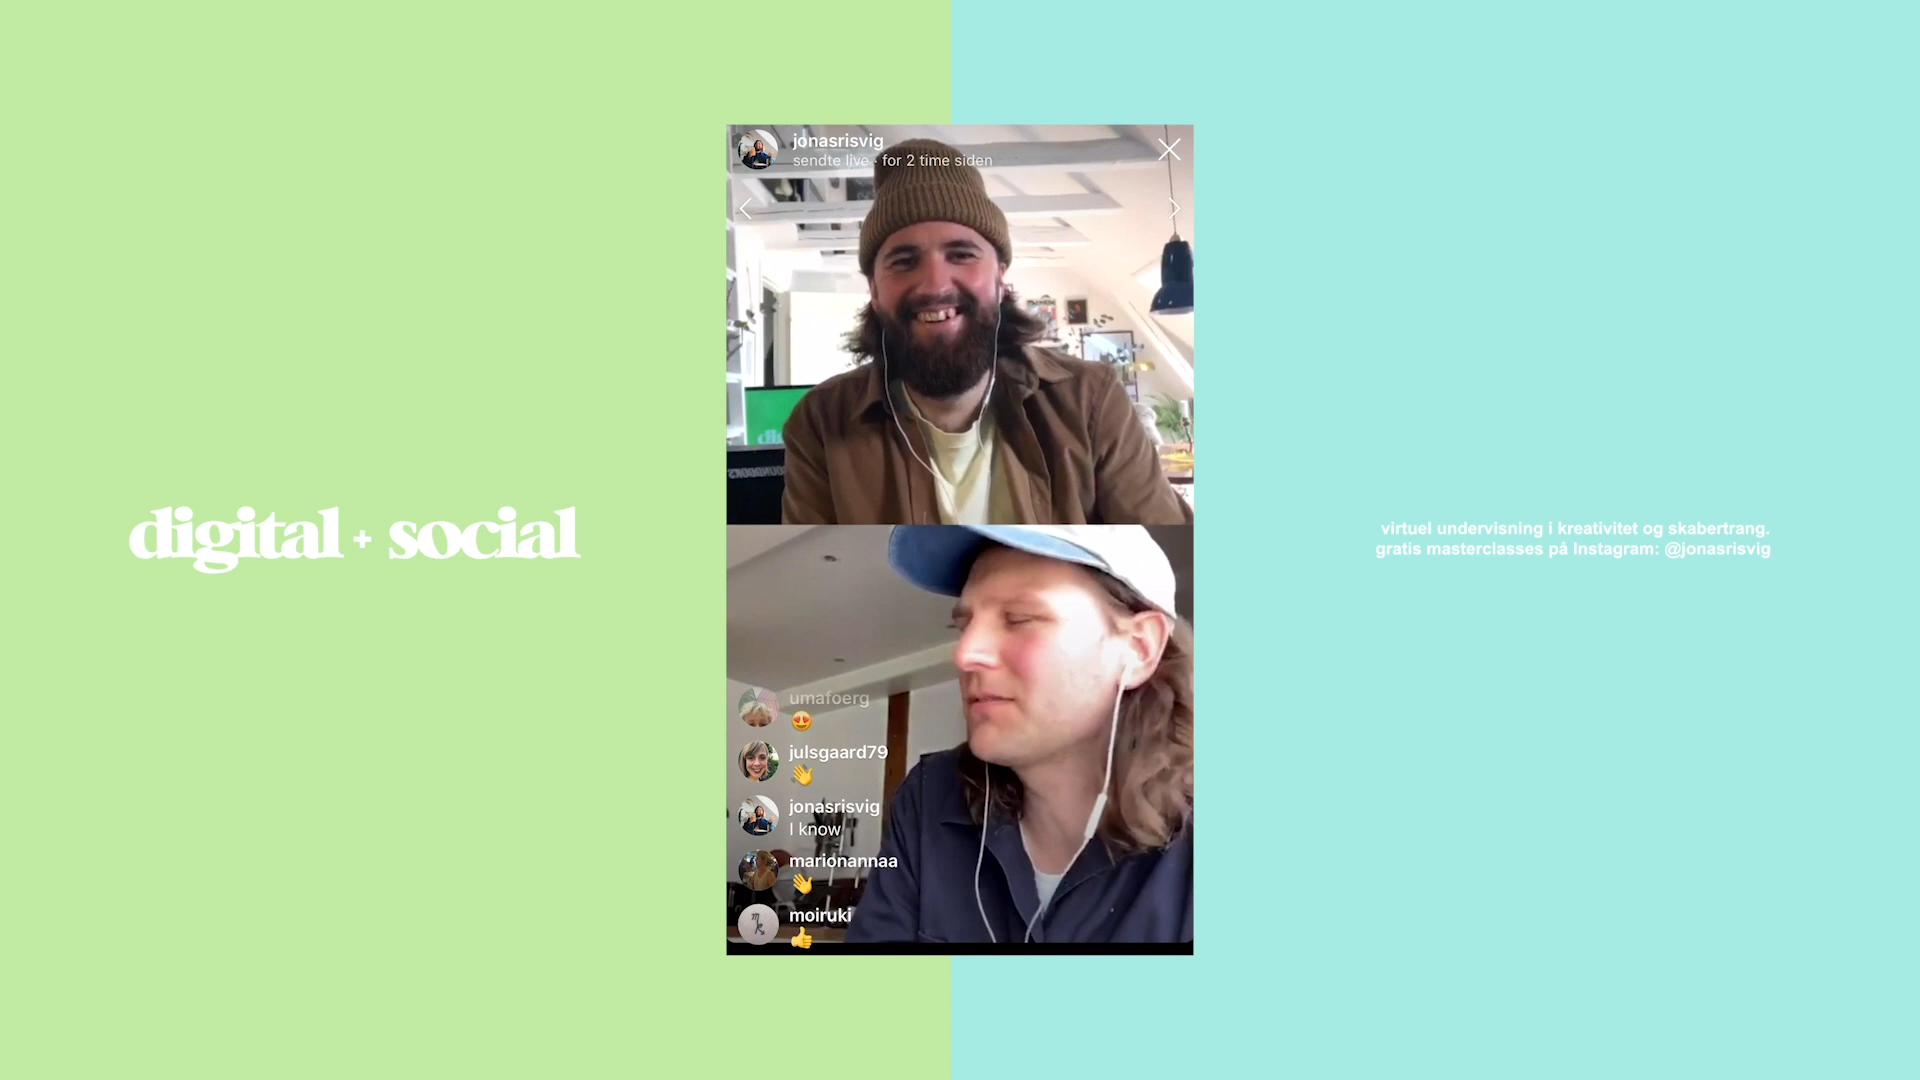 jonasrisvig
sendte live · for 2 time siden
digital + social
virtuel undervisning i kreativitet og skabertrang.
gratis masterclasses på Instagram: @jonasrisvig
umafoerg
😍
julsgaard79
👋
jonasrisvig
I know
marionannaa
👋
moiruki
👍